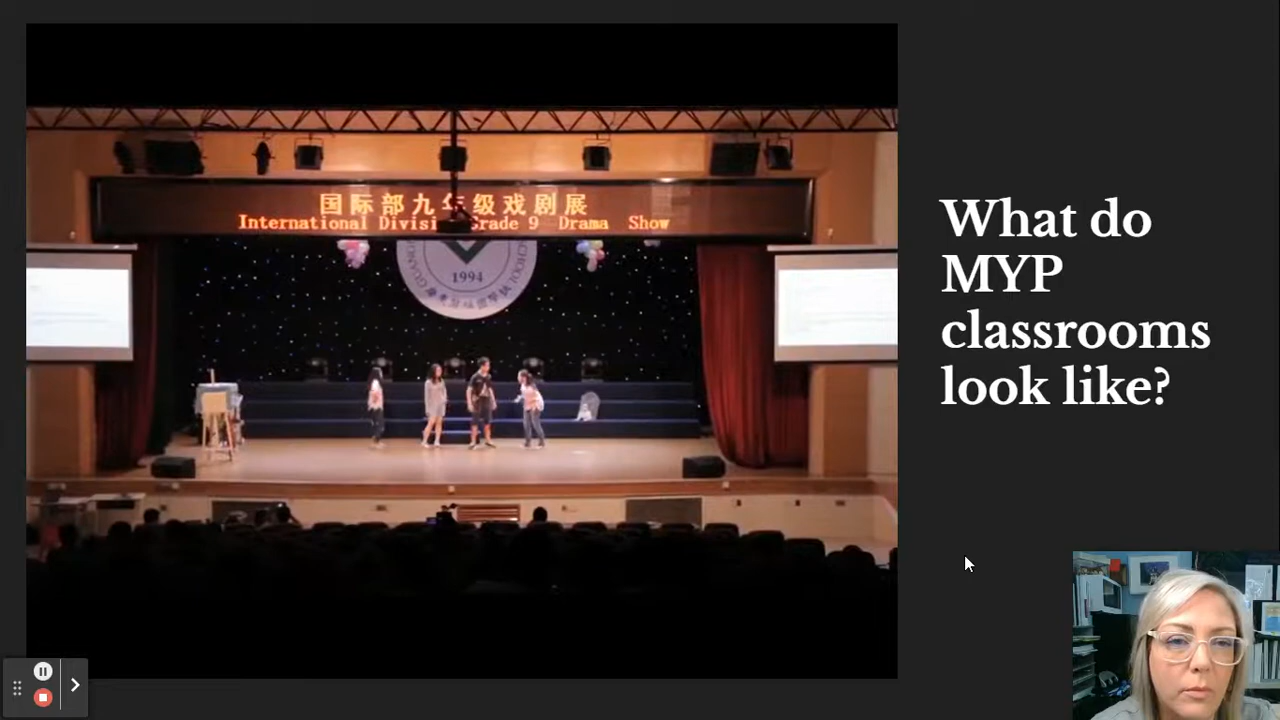 国际部九年级戏剧展
International Grade 9 Drama Show
1994
What do
MYP
classrooms
look like?